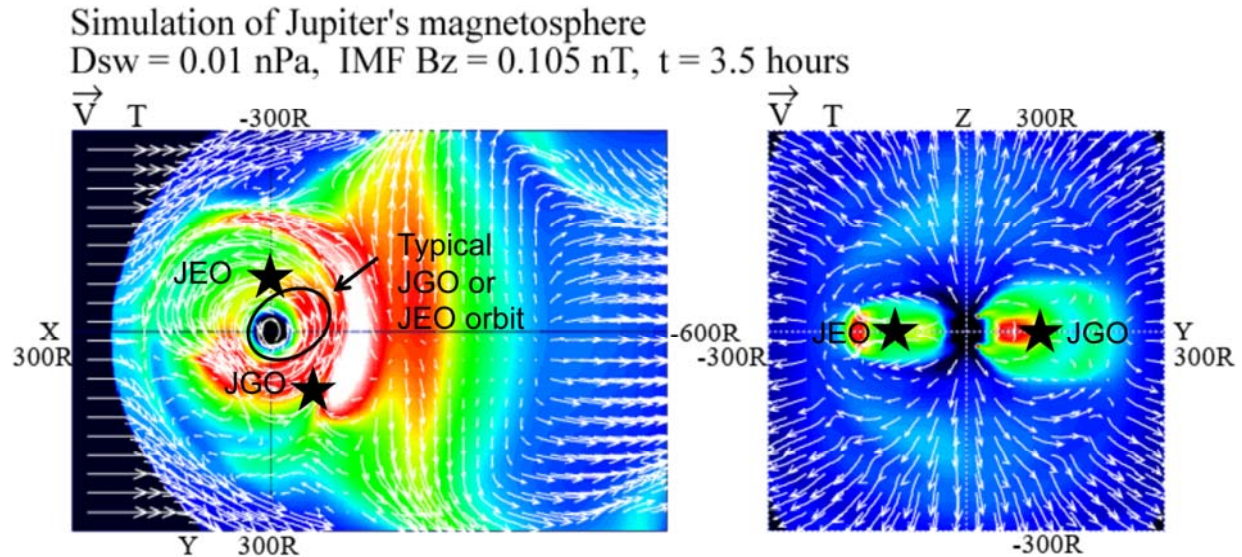 Simulation of Jupiter's magnetosphere
Dsw = 0.01 nPa, IMF Bz = 0.105 nT, t = 3.5 hours
V T -300R
JEO
Typical
JGO or
JEO orbit
X
300R
-600R
JGO
Y 300R
V T Z 300R
JEO
JGO
-300R
Y
300R
-300R